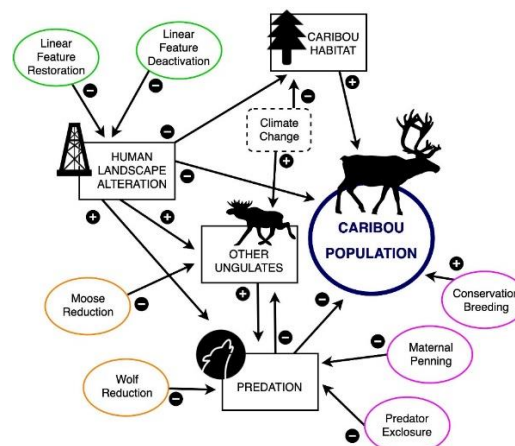 Linear
Feature
Restoration
Linear
Feature
Deactivation
CARIBOU
HABITAT
Climate
Change
HUMAN
LANDSCAPE
ALTERATION
CARIBOU
POPULATION
OTHER
UNGULATES
Moose
Reduction
Conservation
Breeding
Maternal
Penning
Wolf
Reduction
PREDATION
Predator
Exclosure